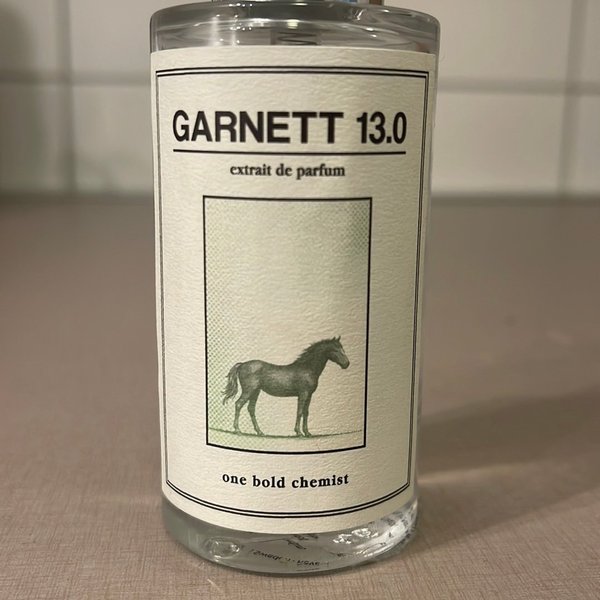 GARNETT 13.0
extrait de parfum
one bold chemist